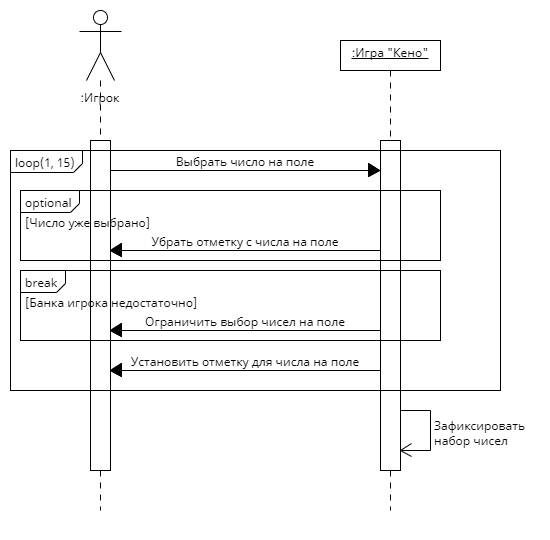 :Игра "Кено"
:Игрок
loop(1, 15)
Выбрать число на поле
optional
[Число уже выбрано]
Убрать отметку с числа на поле
break
[Банка игрока недостаточно]
Ограничить выбор чисел на поле
Установить отметку для числа на поле
Зафиксировать
набор чисел